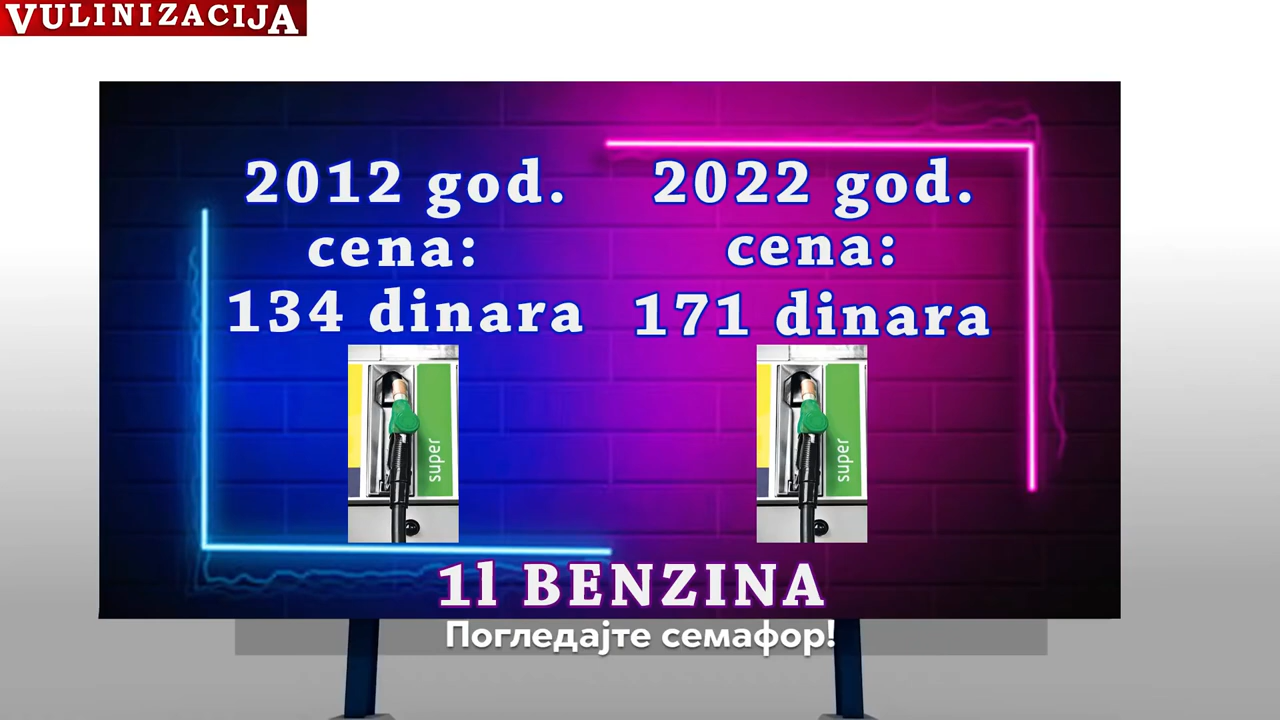 VULINIZACIJA
2012 god.
cena:
134 dinara
2022 god.
cena:
171 dinara
super
super
1l BENZINA
Погледајте семафор!